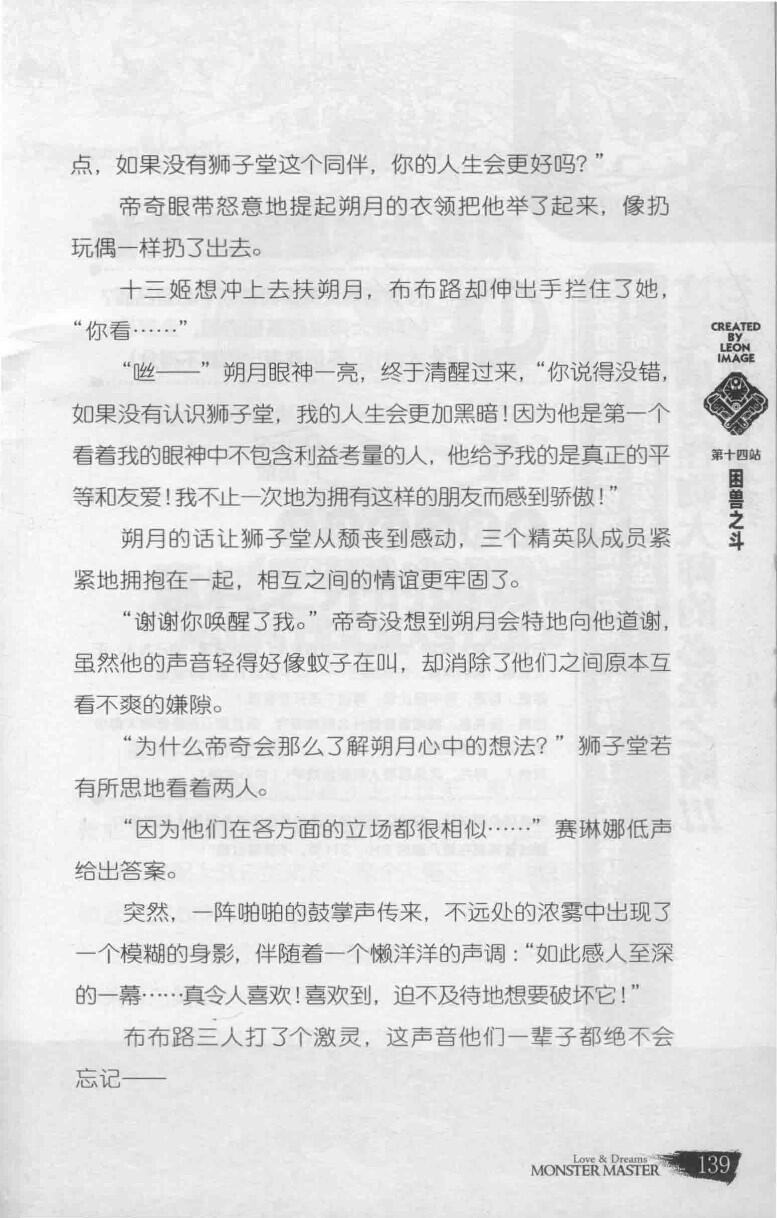 点，如果没有狮子堂这个同伴，你的人生会更好吗？”
帝奇眼带怒意地提起朔月的衣领把他举了起来，像扔
玩偶一样扔了出去。
十三姬想冲上去扶朔月，布布路却伸出手拦住了她，
“你看……”
“咝——”朔月眼神一亮，终于清醒过来，“你说得没错，
如果没有认识狮子堂，我的人生会更加黑暗！因为他是第一个
看着我的眼神中不包含利益考量的人，他给予我的是真正的平
等和友爱！我不止一次地为拥有这样的朋友而感到骄傲！”
朔月的话让狮子堂从颓丧到感动，三个精英队成员紧
紧地拥抱在一起，相互之间的情谊更牢固了。
“谢谢你唤醒了我。”帝奇没想到朔月会特地向他道谢，
虽然他的声音轻得好像蚊子在叫，却消除了他们之间原本互
看不爽的嫌隙。
“为什么帝奇会那么了解朔月心中的想法？”狮子堂若
有所思地看着两人。
“因为他们在各方面的立场都很相似……”赛琳娜低声
给出答案。
突然，一阵啪啪的鼓掌声传来，不远处的浓雾中出现了
一个模糊的身影，伴随着一个懒洋洋的声调：“如此感人至深
的一幕……真令人喜欢！喜欢到，迫不及待地想要破坏它！”
布布路三人打了个激灵，这声音他们一辈子都绝不会
忘记——
CREATED
BY
LEON
IMAGE
第十四站
困兽之斗
Love & Dreams
MONSTER MASTER
139